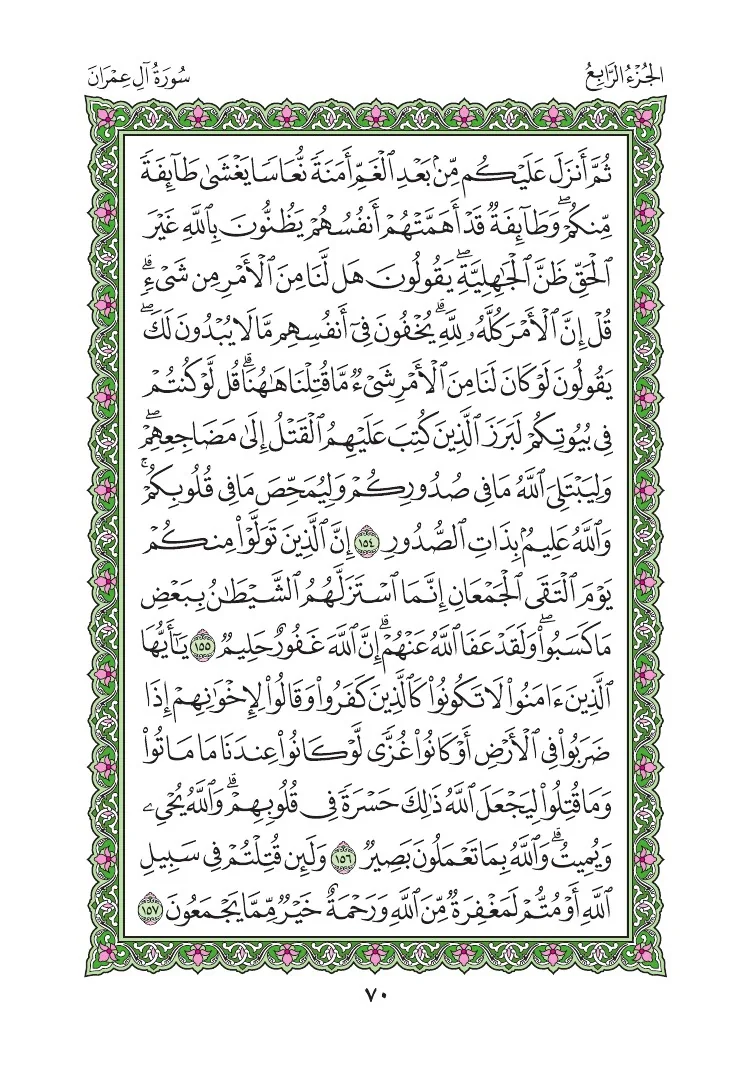 الجُزْءُ الرَّابِعُ
سُورَةُ آلِ عِمْرَانَ
ثُمَّ أَنزَلَ عَلَيْكُم مِّنۢ بَعْدِ ٱلْغَمِّ أَمَنَةً نُّعَاسًا يَغْشَىٰ طَآئِفَةً
مِّنكُمْۖ وَطَآئِفَةٌ قَدْ أَهَمَّتْهُمْ أَنفُسُهُمْ يَظُنُّونَ بِٱللَّهِ غَيْرَ
ٱلْحَقِّ ظَنَّ ٱلْجَٰهِلِيَّةِۖ يَقُولُونَ هَل لَّنَا مِنَ ٱلْأَمْرِ مِن شَىْءٍۗ
قُلْ إِنَّ ٱلْأَمْرَ كُلَّهُۥ لِلَّهِۗ يُخْفُونَ فِىٓ أَنفُسِهِم مَّا لَا يُبْدُونَ لَكَۖ
يَقُولُونَ لَوْ كَانَ لَنَا مِنَ ٱلْأَمْرِ شَىْءٌ مَّا قُتِلْنَا هَٰهُنَاۗ قُل لَّوْ كُنتُمْ
فِى بُيُوتِكُمْ لَبَرَزَ ٱلَّذِينَ كُتِبَ عَلَيْهِمُ ٱلْقَتْلُ إِلَىٰ مَضَاجِعِهِمْۖ
وَلِيَبْتَلِىَ ٱللَّهُ مَا فِى صُدُورِكُمْ وَلِيُمَحِّصَ مَا فِى قُلُوبِكُمْۚ
وَٱللَّهُ عَلِيمٌۢ بِذَاتِ ٱلصُّدُورِ ١٥٤ إِنَّ ٱلَّذِينَ تَوَلَّوْا۟ مِنكُمْ
يَوْمَ ٱلْتَقَى ٱلْجَمْعَانِ إِنَّمَا ٱسْتَزَلَّهُمُ ٱلشَّيْطَٰنُ بِبَعْضِ
مَا كَسَبُوا۟ۖ وَلَقَدْ عَفَا ٱللَّهُ عَنْهُمْۗ إِنَّ ٱللَّهَ غَفُورٌ حَلِيمٌ ١٥٥ يَٰٓأَيُّهَا
ٱلَّذِينَ ءَامَنُوا۟ لَا تَكُونُوا۟ كَٱلَّذِينَ كَفَرُوا۟ وَقَالُوا۟ لِإِخْوَٰنِهِمْ إِذَا
ضَرَبُوا۟ فِى ٱلْأَرْضِ أَوْ كَانُوا۟ غُزًّى لَّوْ كَانُوا۟ عِندَنَا مَا مَاتُوا۟
وَمَا قُتِلُوا۟ لِيَجْعَلَ ٱللَّهُ ذَٰلِكَ حَسْرَةً فِى قُلُوبِهِمْۗ وَٱللَّهُ يُحْىِۦ
وَيُمِيتُۗ وَٱللَّهُ بِمَا تَعْمَلُونَ بَصِيرٌ ١٥٦ وَلَئِن قُتِلْتُمْ فِى سَبِيلِ
ٱللَّهِ أَوْ مُتُّمْ لَمَغْفِرَةٌ مِّنَ ٱللَّهِ وَرَحْمَةٌ خَيْرٌ مِّمَّا يَجْمَعُونَ ١٥٧
٧٠